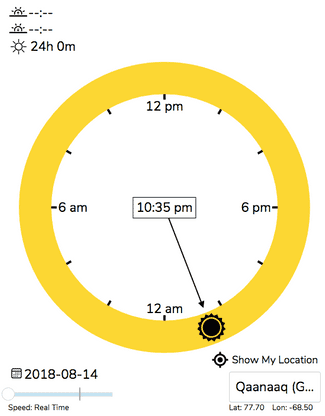 --:--
--:--
24h 0m
12 pm
6 am
10:35 pm
6 pm
12 am
Show My Location
2018-08-14
Qaanaaq (G...
Speed: Real Time
Lat: 77.70 Lon: -68.50